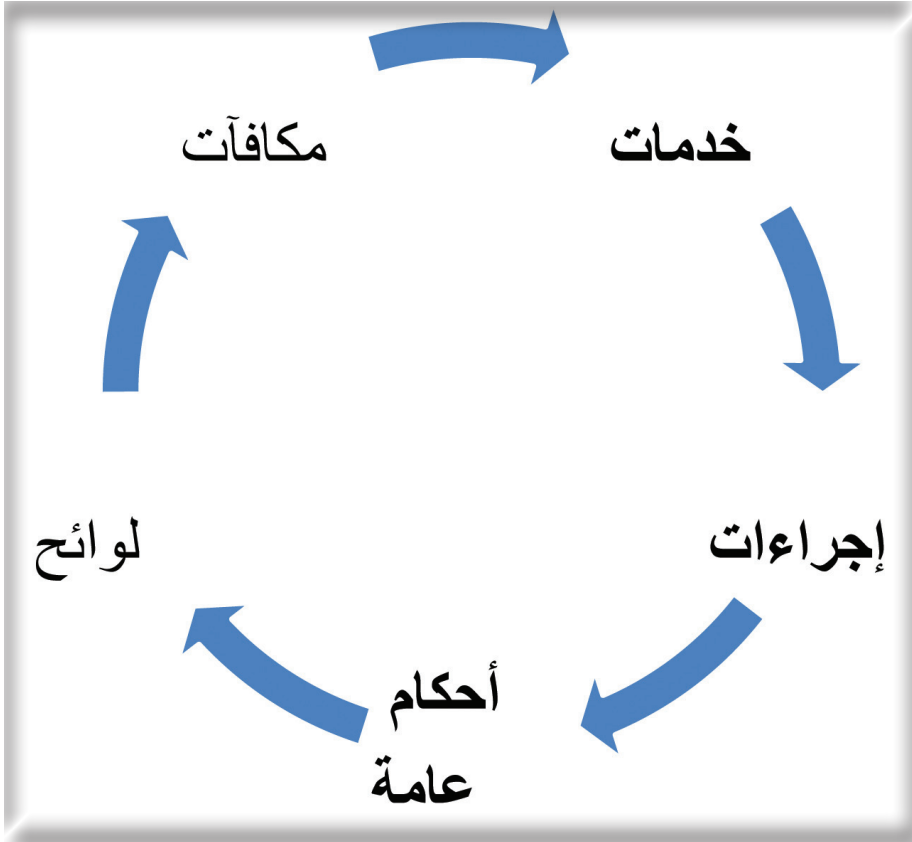 خدمات
إجراءات
أحكام
عامة
لوائح
مكافآت